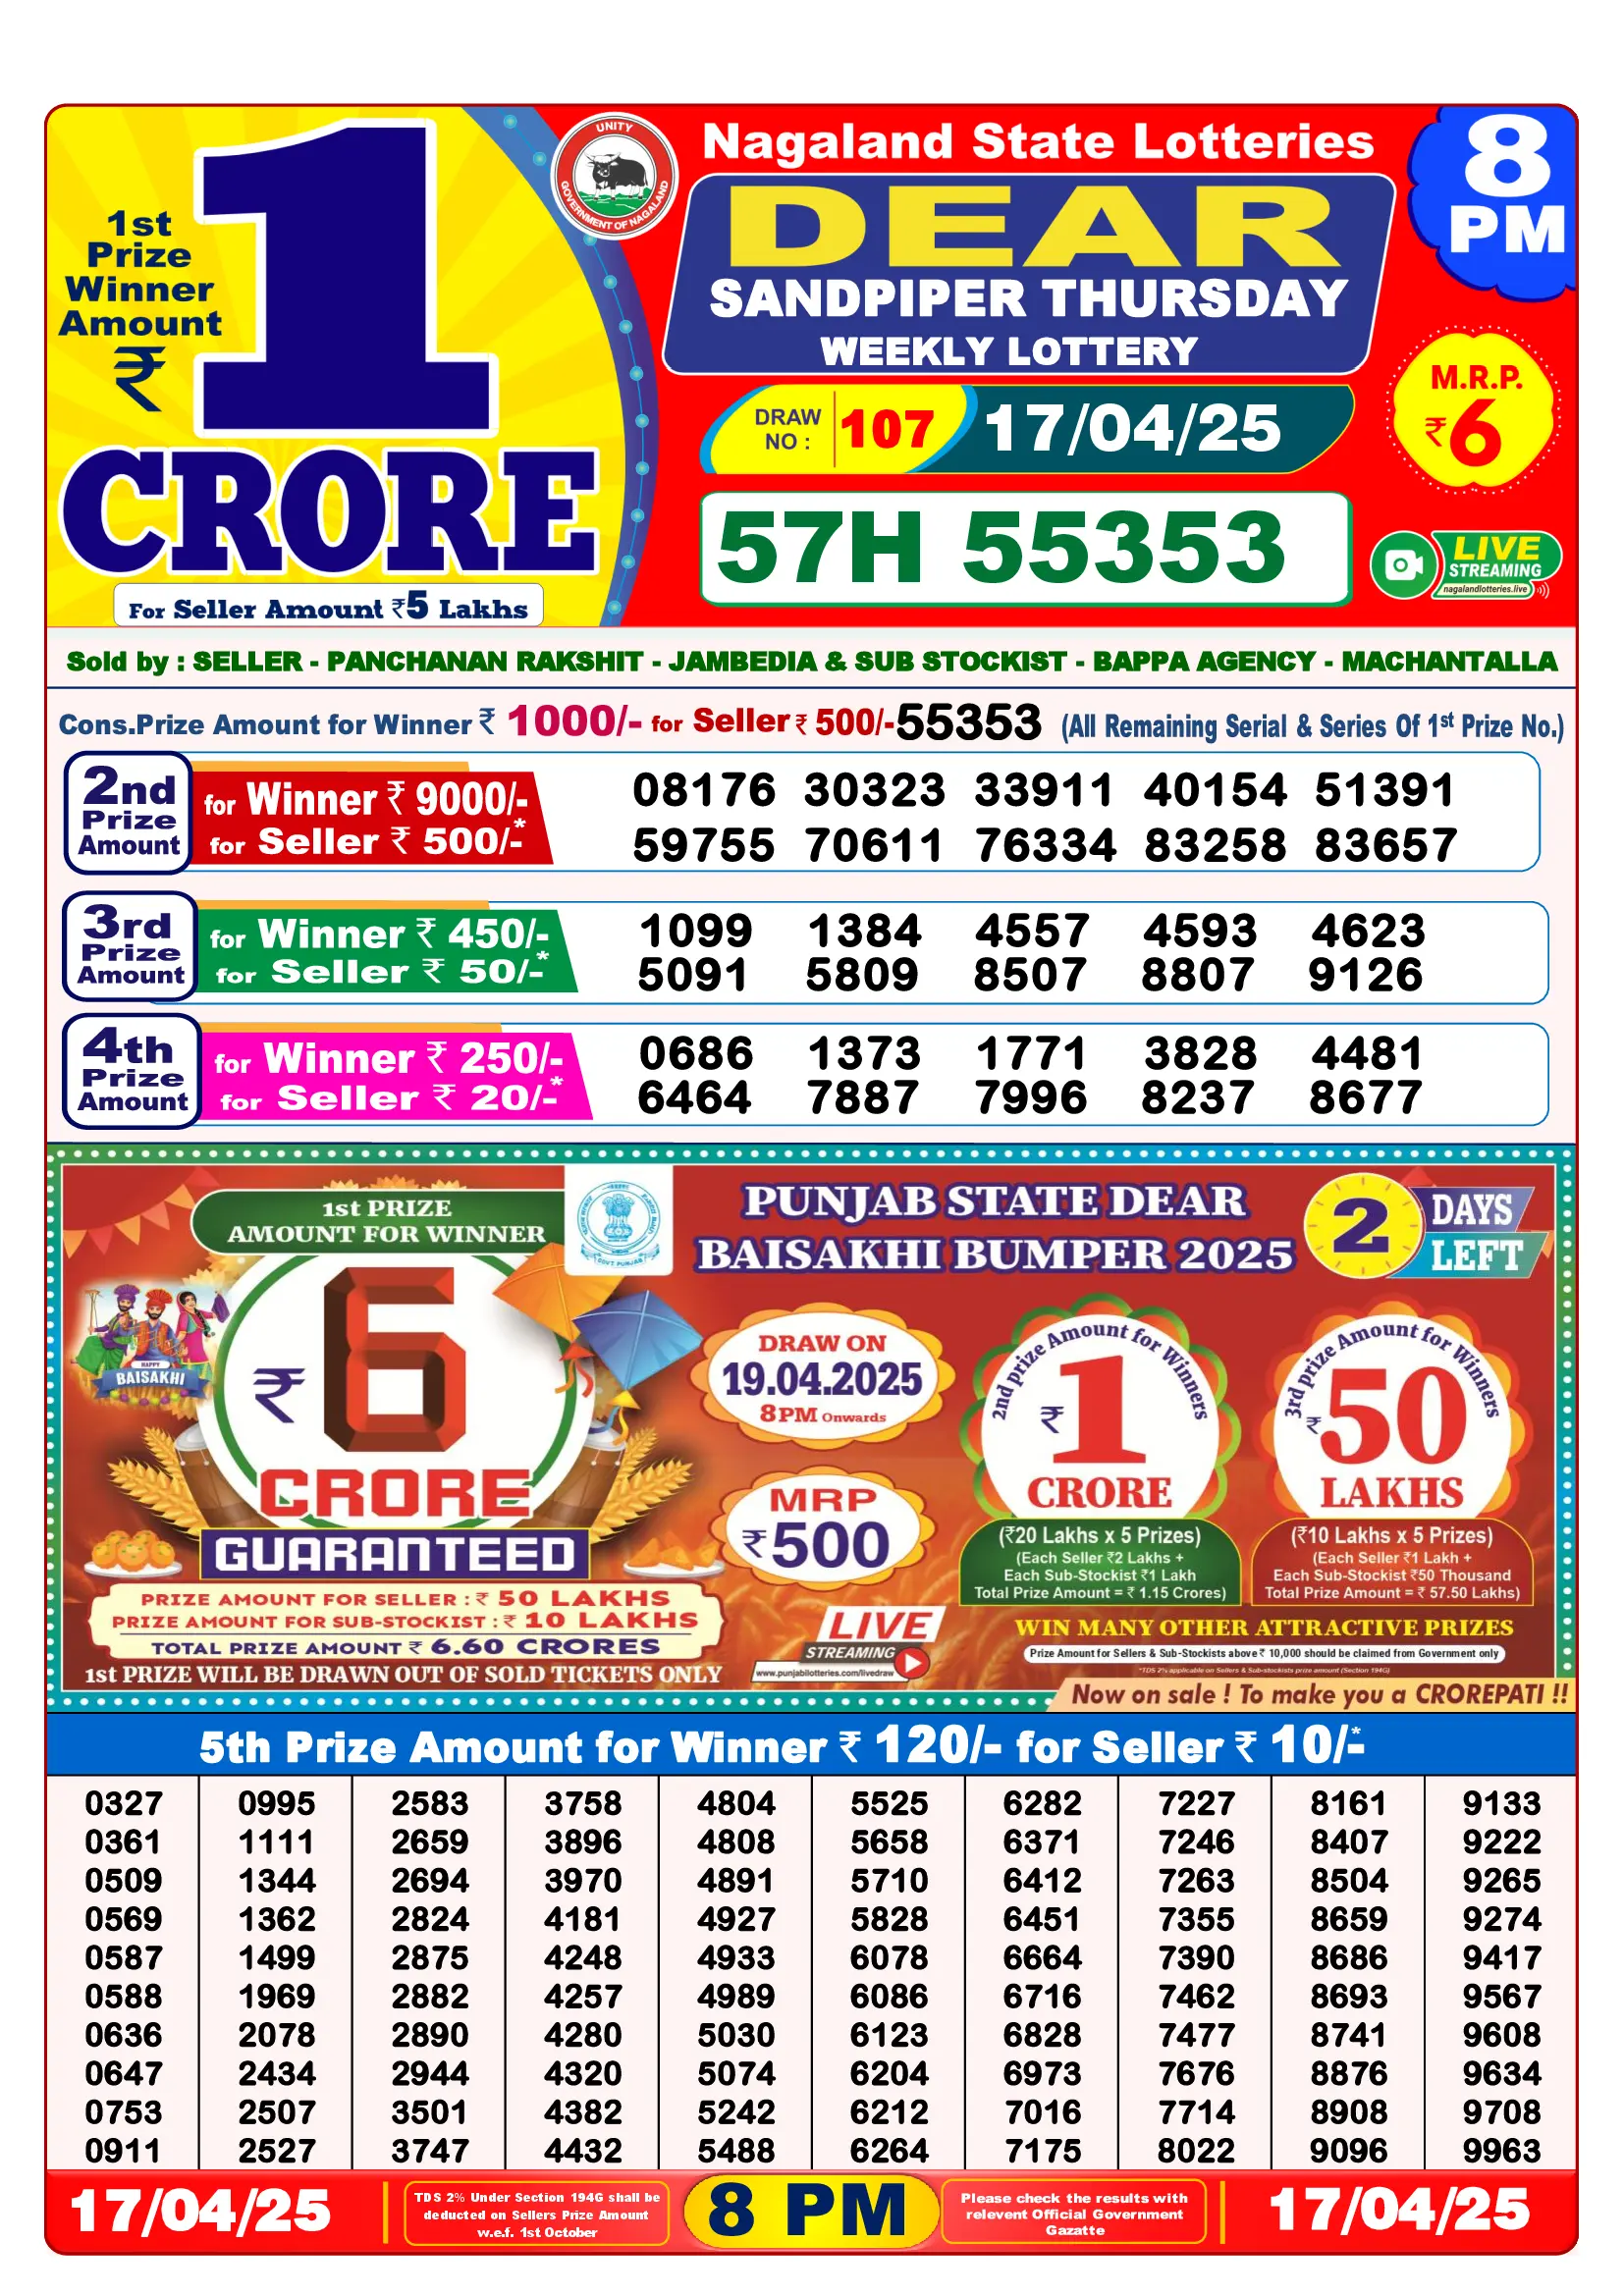 1st
Prize
Winner
Amount
₹
1
CRORE
For Seller Amount ₹5 Lakhs
UNITY
GOVERNMENT OF NAGALAND
Nagaland State Lotteries
DEAR
SANDPIPER THURSDAY
WEEKLY LOTTERY
8
PM
DRAW
NO :
107
17/04/25
M.R.P.
₹6
57H 55353
LIVE
STREAMING
nagalandlotteries.live
Sold by : SELLER - PANCHANAN RAKSHIT - JAMBEDIA & SUB STOCKIST - BAPPA AGENCY - MACHANTALLA
Cons.Prize Amount for Winner ₹ 1000/- for Seller ₹ 500/- 55353 (All Remaining Serial & Series Of 1st Prize No.)
2nd
Prize
Amount
for Winner ₹ 9000/-
for Seller ₹ 500/-*
08176 30323 33911 40154 51391
59755 70611 76334 83258 83657
3rd
Prize
Amount
for Winner ₹ 450/-
for Seller ₹ 50/-*
1099 1384 4557 4593 4623
5091 5809 8507 8807 9126
4th
Prize
Amount
for Winner ₹ 250/-
for Seller ₹ 20/-*
0686 1373 1771 3828 4481
6464 7887 7996 8237 8677
1st PRIZE
AMOUNT FOR WINNER
₹ 6
CRORE
GUARANTEED
HAPPY
BAISAKHI
PRIZE AMOUNT FOR SELLER : ₹ 50 LAKHS
PRIZE AMOUNT FOR SUB-STOCKIST : ₹ 10 LAKHS
TOTAL PRIZE AMOUNT ₹ 6.60 CRORES
1st PRIZE WILL BE DRAWN OUT OF SOLD TICKETS ONLY
GOVT PUNJAB
PUNJAB STATE DEAR
BAISAKHI BUMPER 2025
2
DAYS
LEFT
DRAW ON
19.04.2025
8PM Onwards
MRP
₹500
2nd prize Amount for Winners
₹1
CRORE
(₹20 Lakhs x 5 Prizes)
(Each Seller ₹2 Lakhs +
Each Sub-Stockist ₹1 Lakh
Total Prize Amount = ₹ 1.15 Crores)
3rd prize Amount for Winners
₹50
LAKHS
(₹10 Lakhs x 5 Prizes)
(Each Seller ₹1 Lakh +
Each Sub-Stockist ₹50 Thousand
Total Prize Amount = ₹ 57.50 Lakhs)
LIVE
STREAMING
www.punjablotteries.com/livedraw
WIN MANY OTHER ATTRACTIVE PRIZES
Prize Amount for Sellers & Sub-Stockists above ₹ 10,000 should be claimed from Government only
*TDS 2% applicable on Sellers & Sub-stockists prize amount (Section 194G)
Now on sale ! To make you a CROREPATI !!
5th Prize Amount for Winner ₹ 120/- for Seller ₹ 10/-*
0327 0995 2583 3758 4804 5525 6282 7227 8161 9133
0361 1111 2659 3896 4808 5658 6371 7246 8407 9222
0509 1344 2694 3970 4891 5710 6412 7263 8504 9265
0569 1362 2824 4181 4927 5828 6451 7355 8659 9274
0587 1499 2875 4248 4933 6078 6664 7390 8686 9417
0588 1969 2882 4257 4989 6086 6716 7462 8693 9567
0636 2078 2890 4280 5030 6123 6828 7477 8741 9608
0647 2434 2944 4320 5074 6204 6973 7676 8876 9634
0753 2507 3501 4382 5242 6212 7016 7714 8908 9708
0911 2527 3747 4432 5488 6264 7175 8022 9096 9963
17/04/25
TDS 2% Under Section 194G shall be
deducted on Sellers Prize Amount
w.e.f. 1st October
8 PM
Please check the results with
relevent Official Government
Gazatte
17/04/25